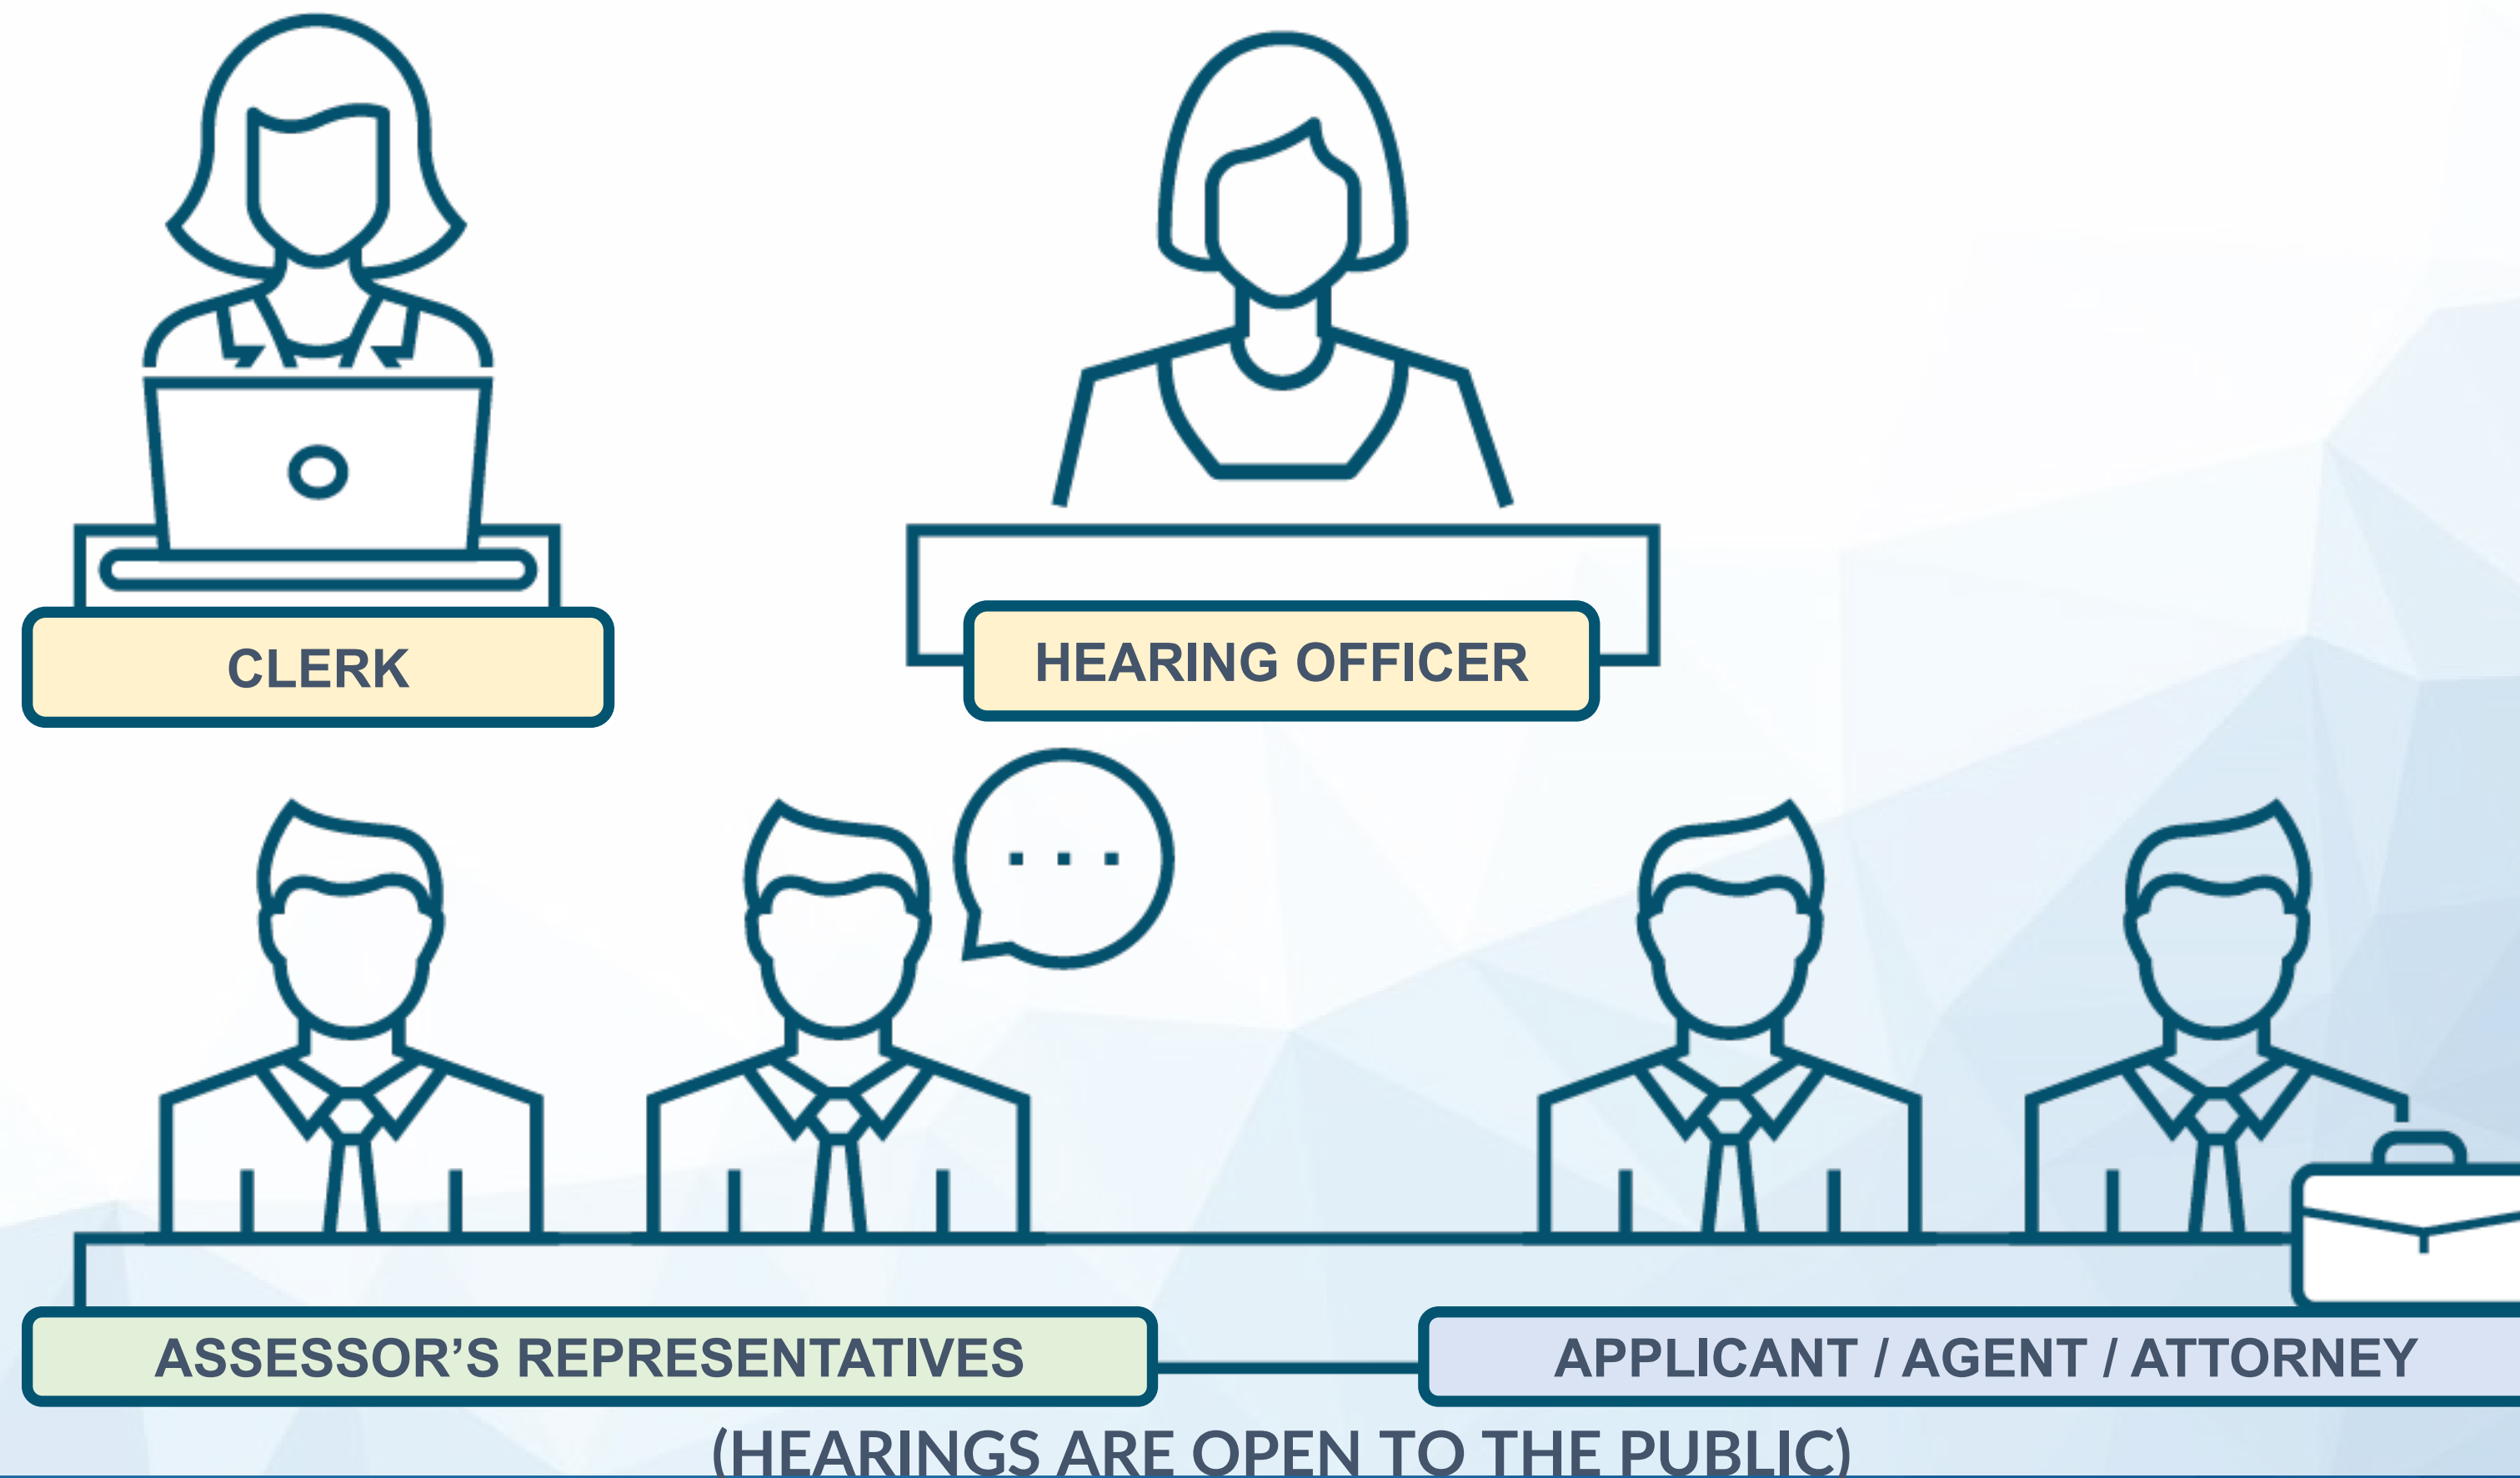 CLERK
HEARING OFFICER
ASSESSOR’S REPRESENTATIVES
APPLICANT / AGENT / ATTORNEY
(HEARINGS ARE OPEN TO THE PUBLIC)